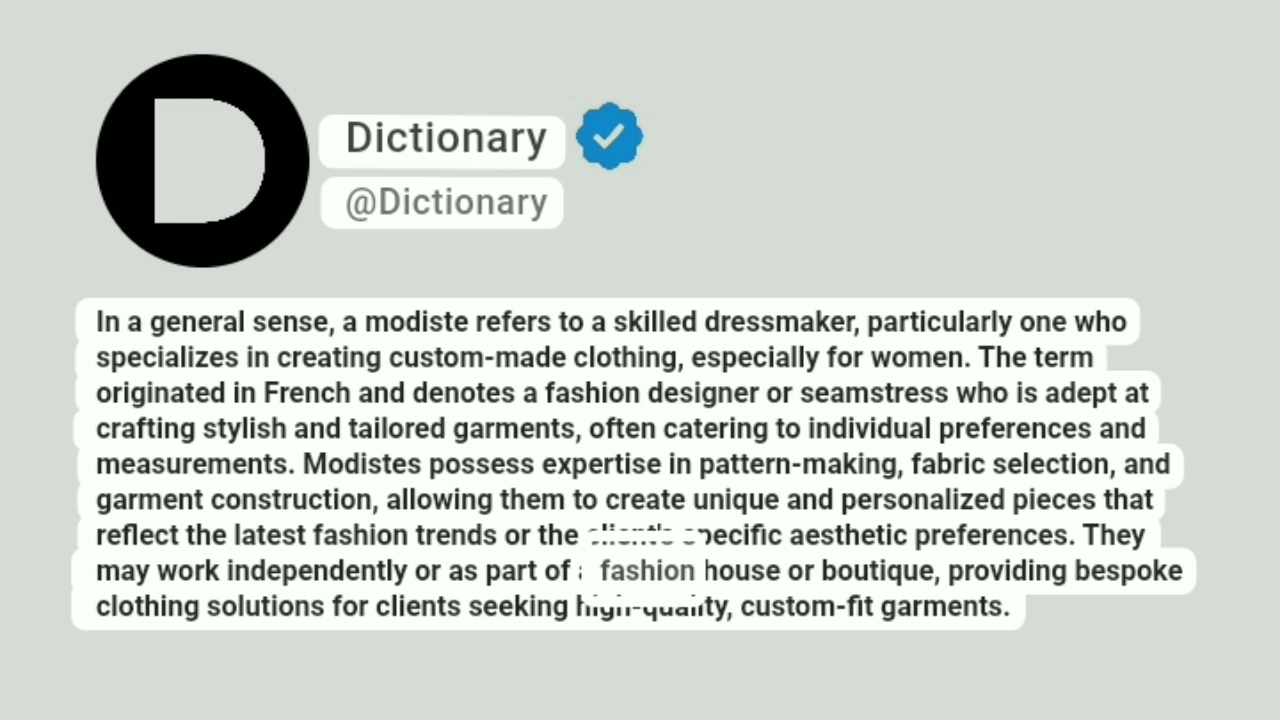 D
Dictionary
@Dictionary
In a general sense, a modiste refers to a skilled dressmaker, particularly one who
specializes in creating custom-made clothing, especially for women. The term
originated in French and denotes a fashion designer or seamstress who is adept at
crafting stylish and tailored garments, often catering to individual preferences and
measurements. Modistes possess expertise in pattern-making, fabric selection, and
garment construction, allowing them to create unique and personalized pieces that
reflect the latest fashion trends or the client's specific aesthetic preferences. They
may work independently or as part of a fashion house or boutique, providing bespoke
clothing solutions for clients seeking high-quality, custom-fit garments.